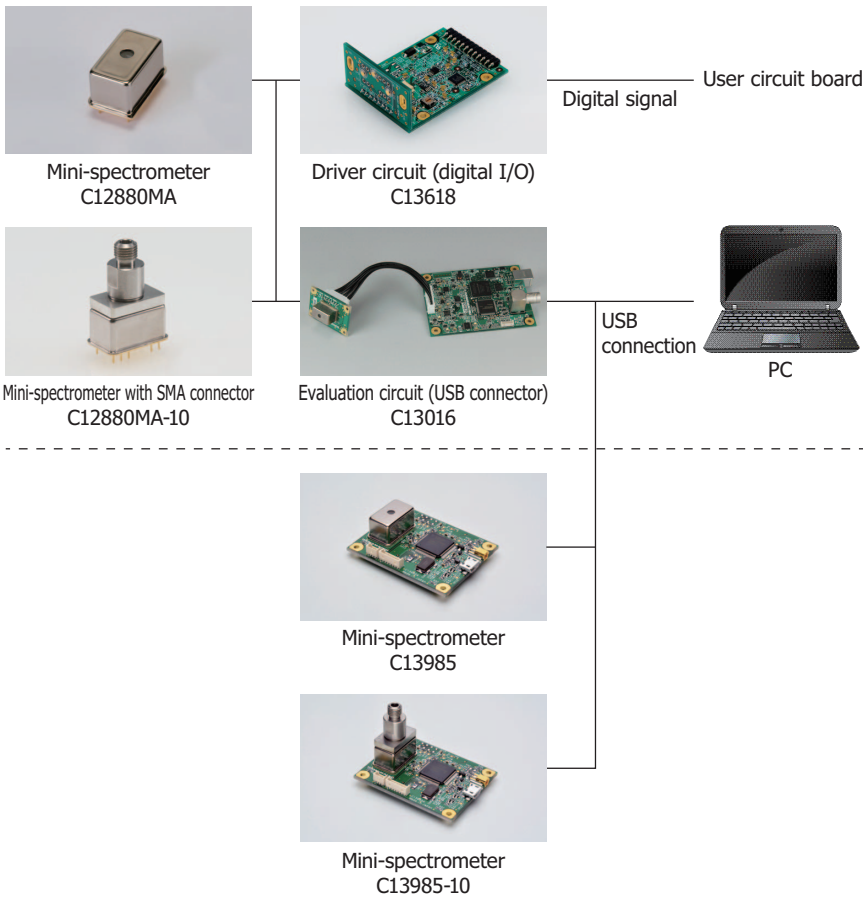 Digital signal
User circuit board
Mini-spectrometer
C12880MA
Driver circuit (digital I/O)
C13618
USB
connection
PC
Mini-spectrometer with SMA connector
C12880MA-10
Evaluation circuit (USB connector)
C13016
Mini-spectrometer
C13985
Mini-spectrometer
C13985-10